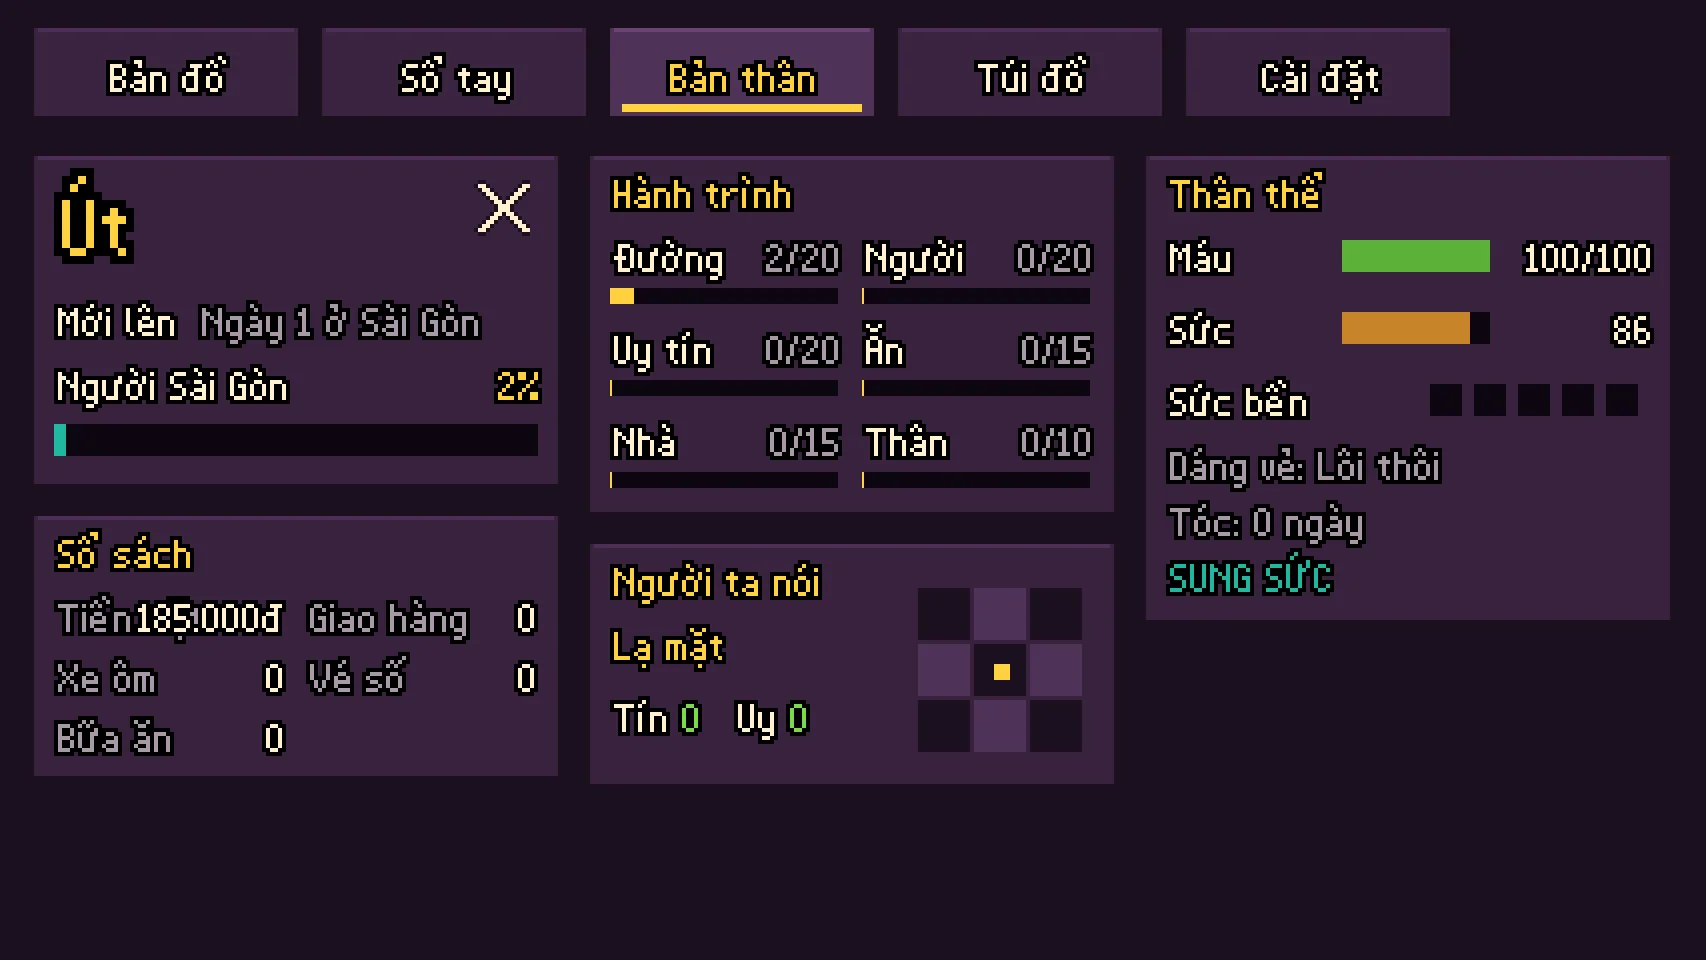 Bản đồ
Sổ tay
Bản thân
Túi đồ
Cài đặt
Út
Mới lên Ngày 1 ở Sài Gòn
Người Sài Gòn 2%
Sổ sách
Tiền 185.000đ Giao hàng 0
Xe ôm 0 Vé số 0
Bữa ăn 0
Hành trình
Đường 2/20 Người 0/20
Uy tín 0/20 Ăn 0/15
Nhà 0/15 Thân 0/10
Người ta nói
Lạ mặt
Tín 0 Uy 0
Thân thể
Máu 100/100
Sức 86
Sức bền
Dáng vẻ: Lôi thôi
Tóc: 0 ngày
SUNG SỨC